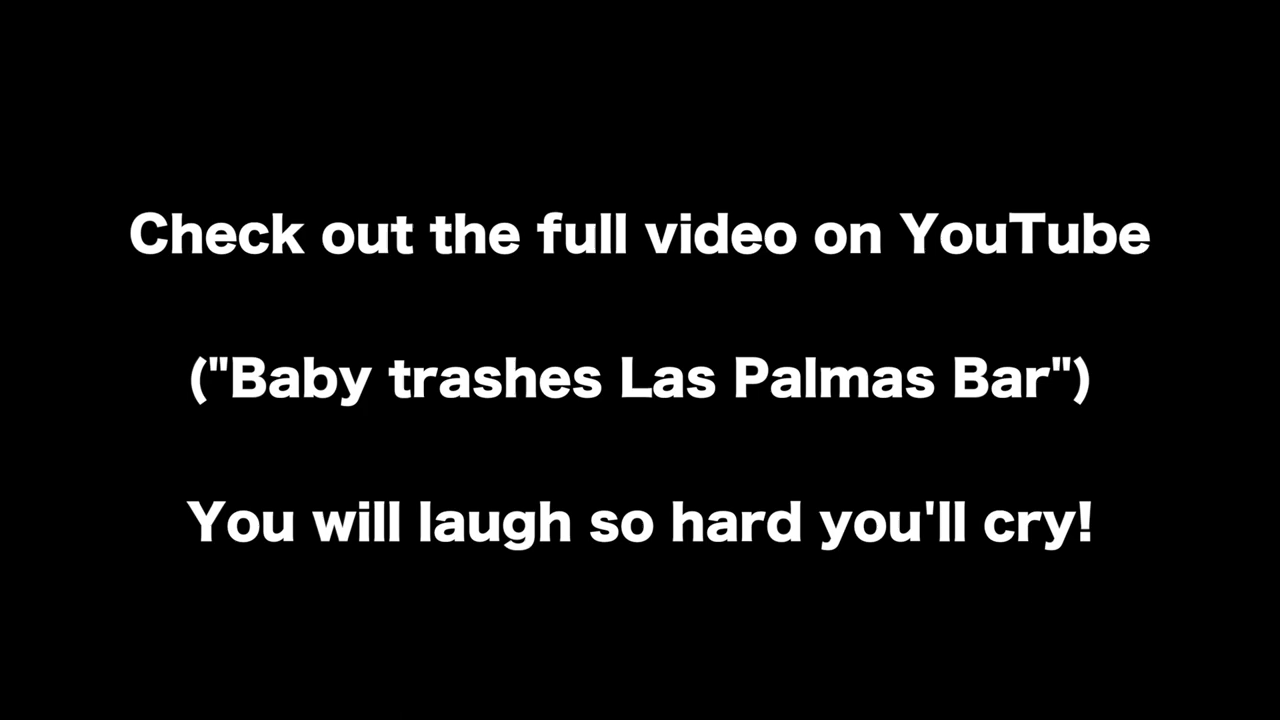 Check out the full video on YouTube
("Baby trashes Las Palmas Bar")
You will laugh so hard you'll cry!